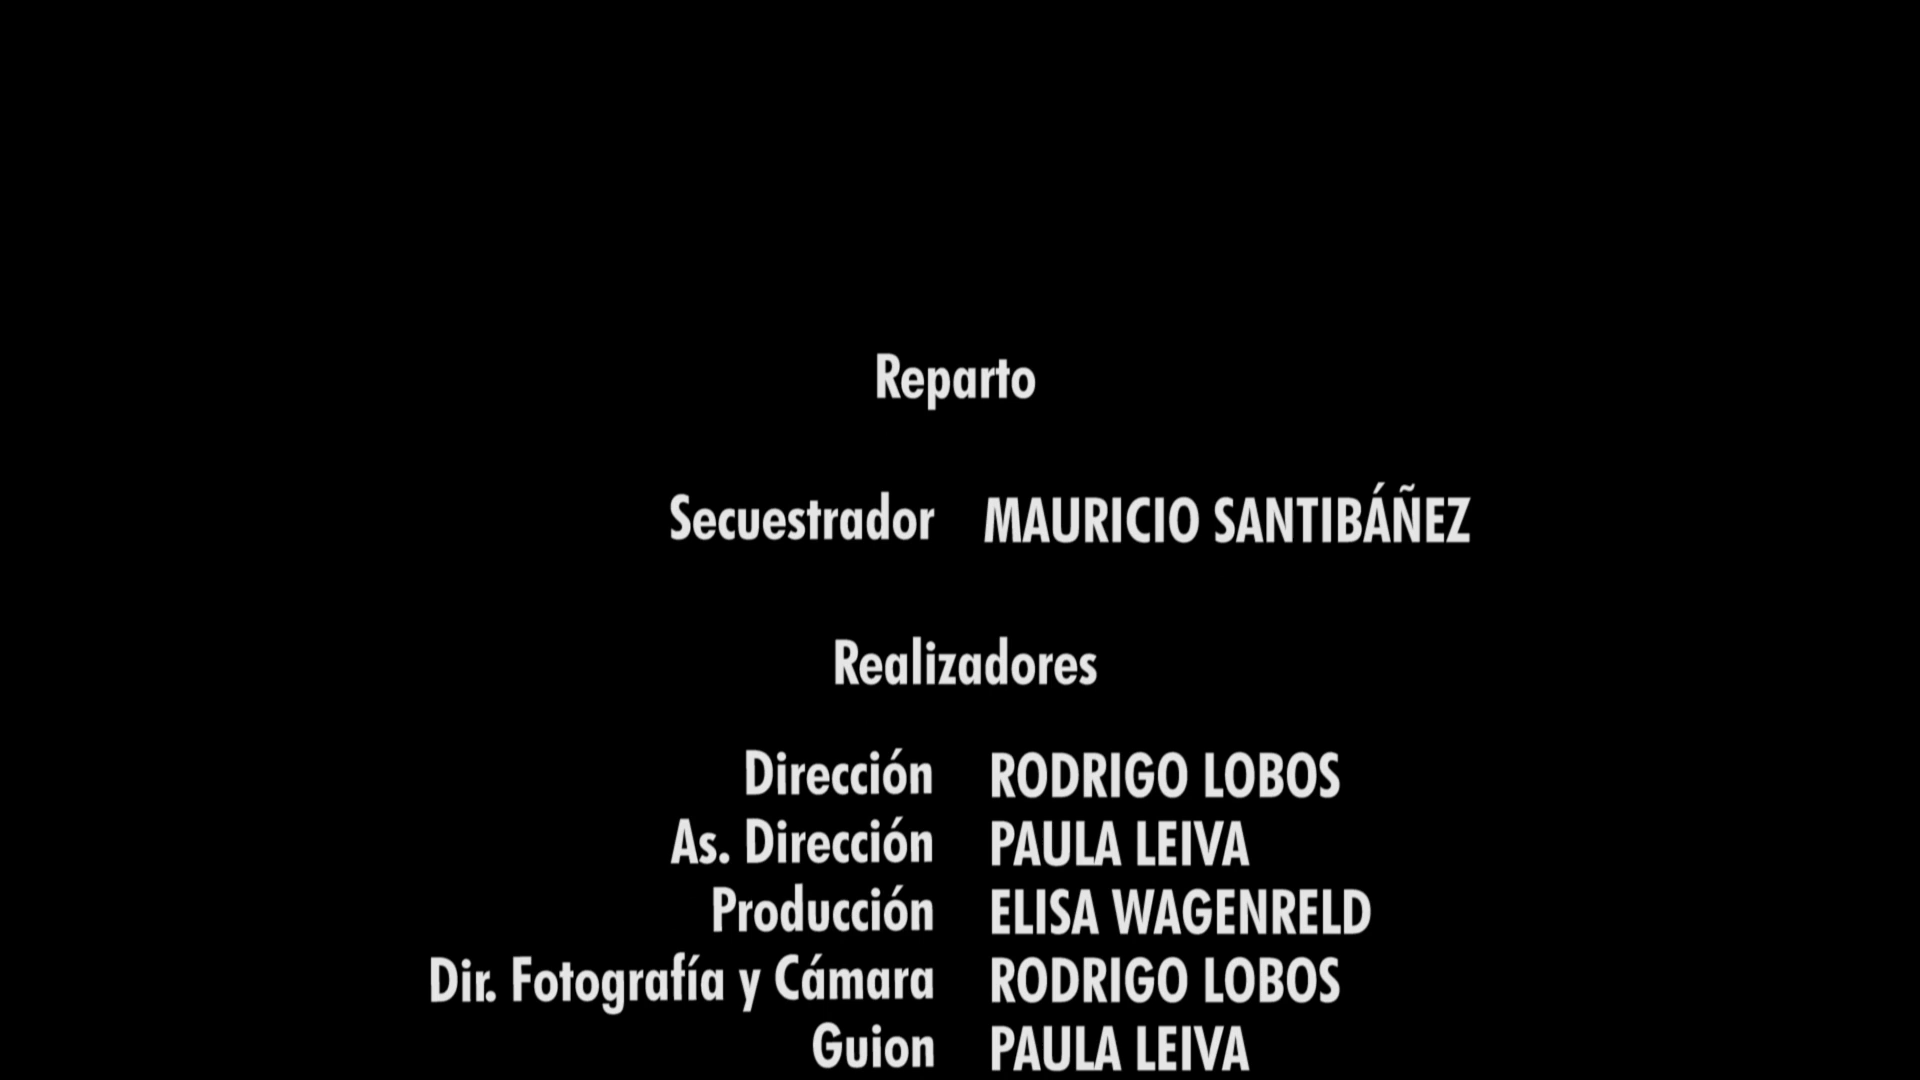 Reparto
Secuestrador MAURICIO SANTIBÁÑEZ
Realizadores
Dirección RODRIGO LOBOS
As. Dirección PAULA LEIVA
Producción ELISA WAGENRELD
Dir. Fotografía y Cámara RODRIGO LOBOS
Guion PAULA LEIVA